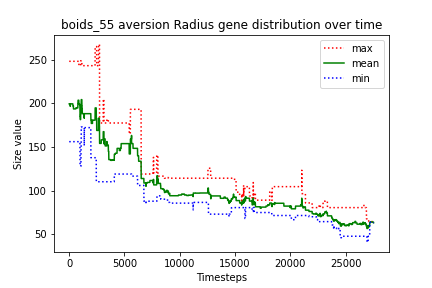 boids_55 aversion Radius gene distribution over time
max
mean
min
Size value
250
200
150
100
50
0
5000
10000
15000
20000
25000
Timesteps